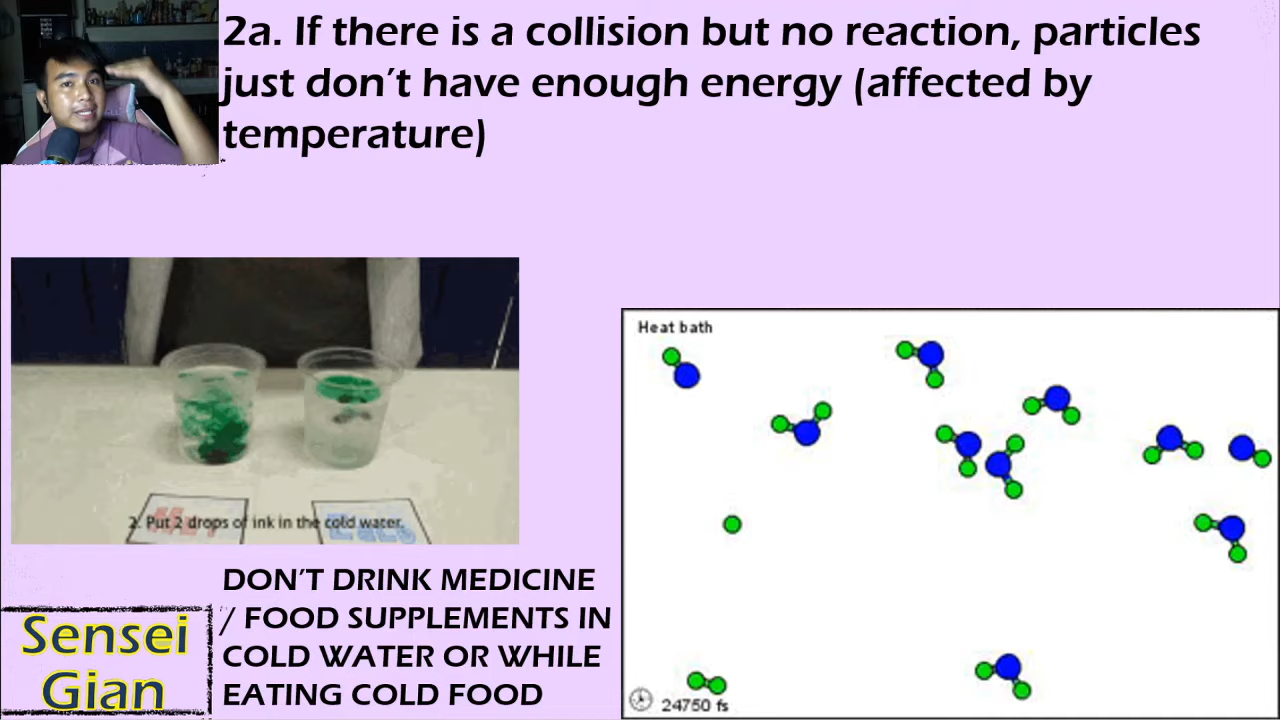 2a. If there is a collision but no reaction, particles
just don't have enough energy (affected by
temperature)
Heat bath
2. Put 2 drops of ink in the cold water.
DON'T DRINK MEDICINE
/ FOOD SUPPLEMENTS IN
COLD WATER OR WHILE
EATING COLD FOOD
Sensei
Gian
24750 fs